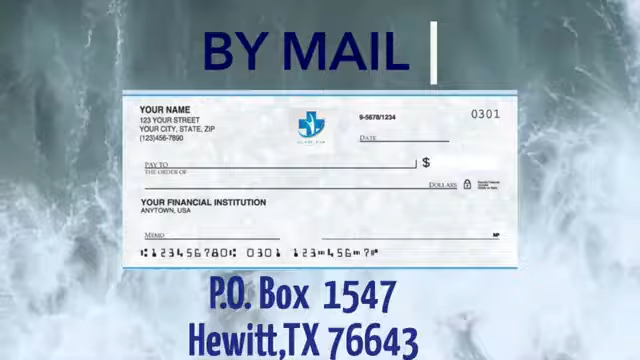 BY MAIL
YOUR NAME
123 YOUR STREET
YOUR CITY, STATE, ZIP
(123)456-7890
9-5678/1234
0301
DATE
PAY TO
THE ORDER OF
$
DOLLARS
YOUR FINANCIAL INSTITUTION
ANYTOWN, USA
MEMO
MP
⑆123456780⑆ 0301 123⑉456⑉7⑈
P.O. Box 1547
Hewitt,TX 76643